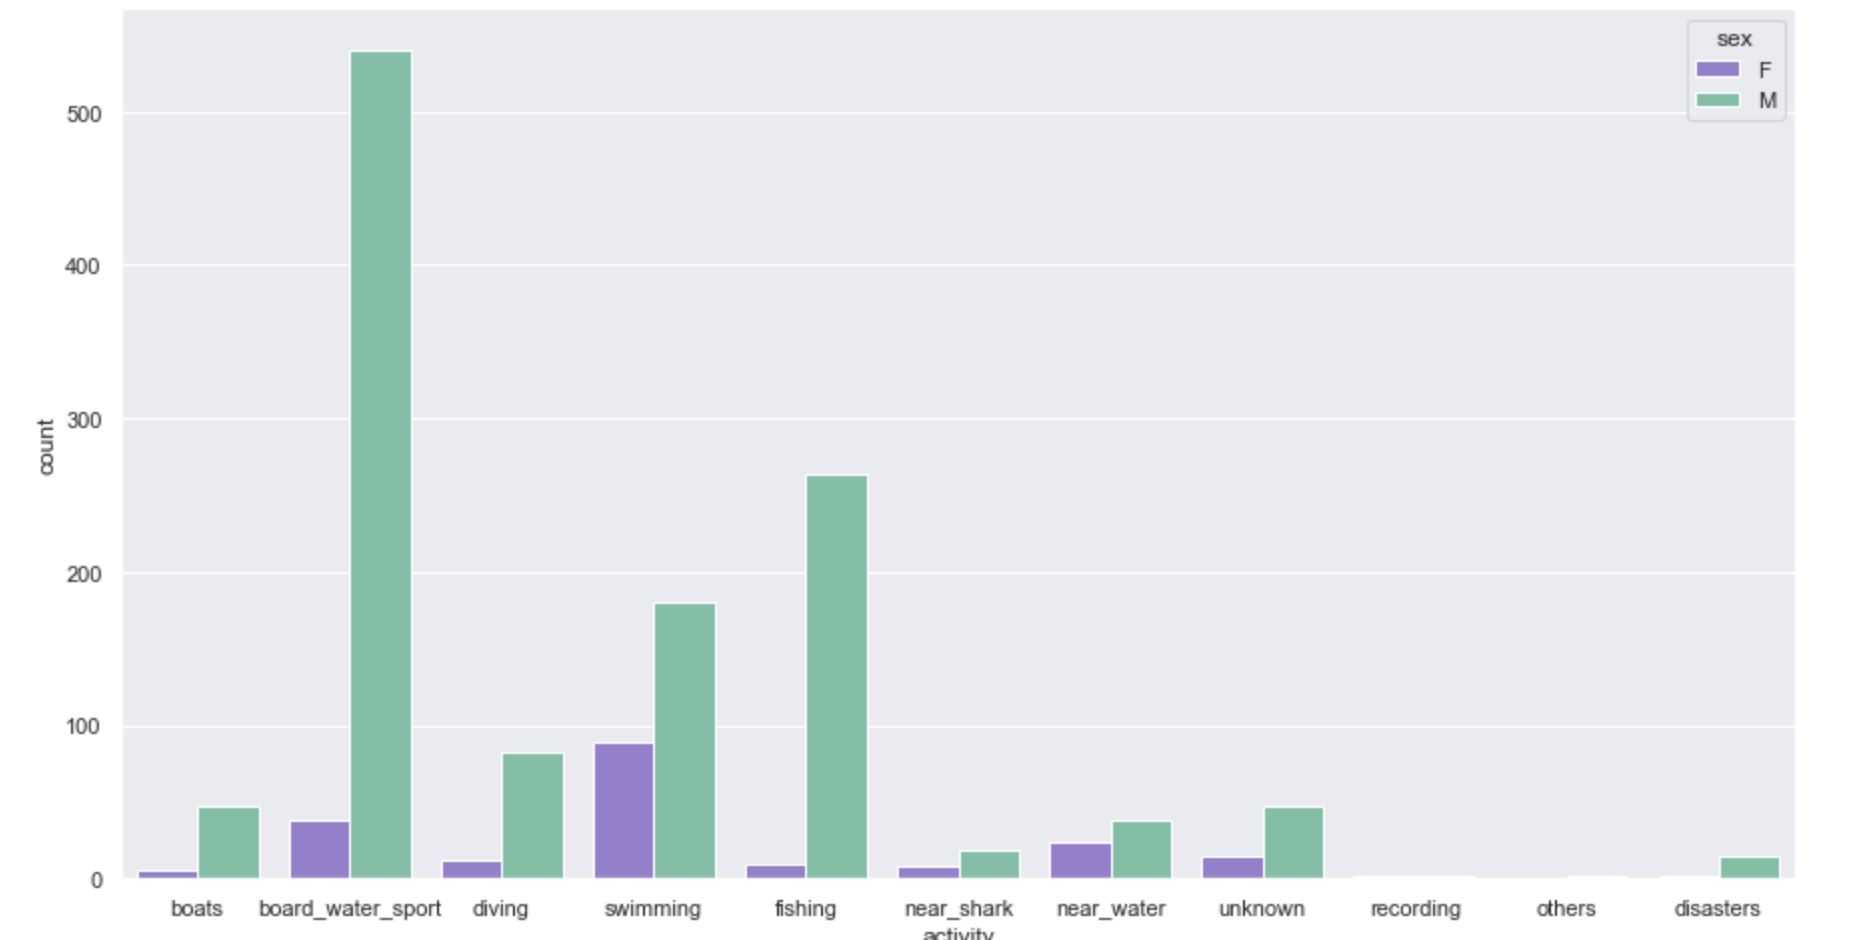 sex
F
M
500
400
300
200
100
0
count
boats board_water_sport diving swimming fishing near_shark near_water unknown recording others disasters
activity